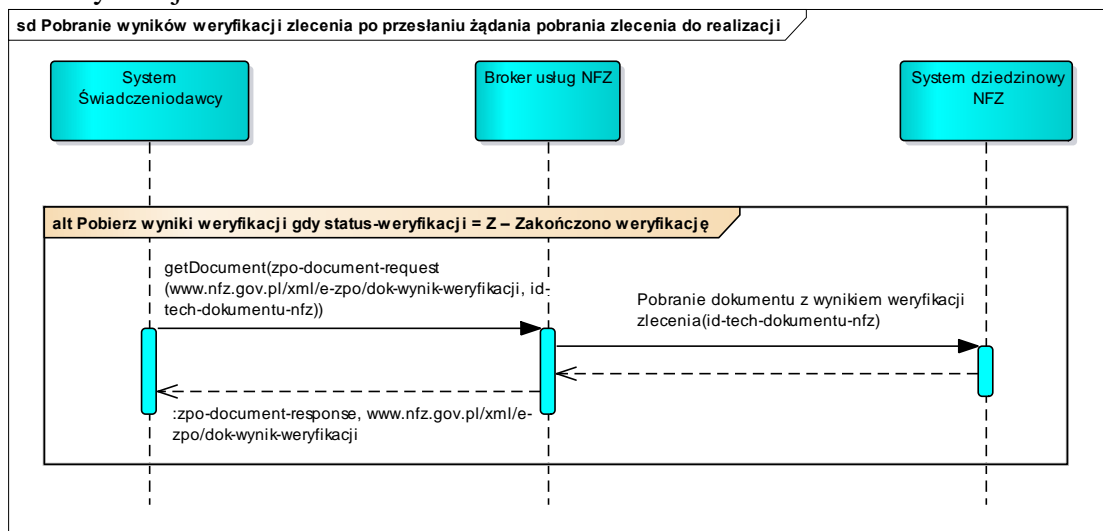 sd Pobranie wyników weryfikacji zlecenia po przesłaniu żądania pobrania zlecenia do realizacji
System
Świadczeniodawcy
Broker usług NFZ
System dziedzinowy
NFZ
alt Pobierz wyniki weryfikacji gdy status-weryfikacji = Z – Zakończono weryfikację
getDocument(zpo-document-request
(www.nfz.gov.pl/xml/e-zpo/dok-wynik-weryfikacji, id-
tech-dokumentu-nfz))
Pobranie dokumentu z wynikiem weryfikacji
zlecenia(id-tech-dokumentu-nfz)
:zpo-document-response, www.nfz.gov.pl/xml/e-
zpo/dok-wynik-weryfikacji